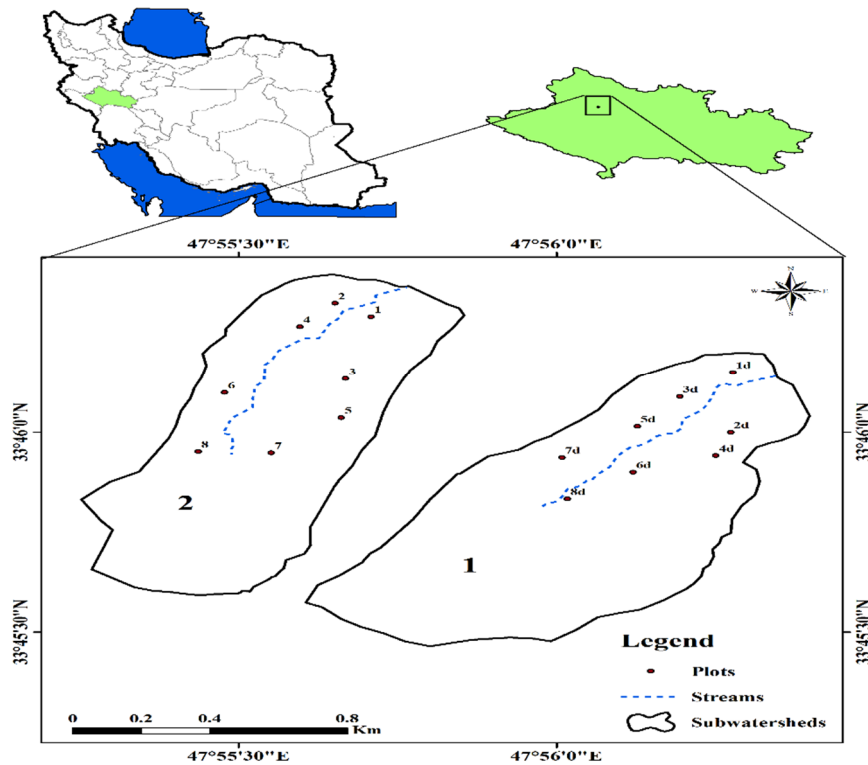 47°55'30"E 47°56'0"E
N
W E
S
2
1
4
1d
3
3d
6
5
5d
2d
33°46'0"N 33°46'0"N
8
7
7d
4d
6d
8d
2
1
33°45'30"N 33°45'30"N
Legend
Plots
Streams
Subwatersheds
0 0.2 0.4 0.8
Km
47°55'30"E 47°56'0"E